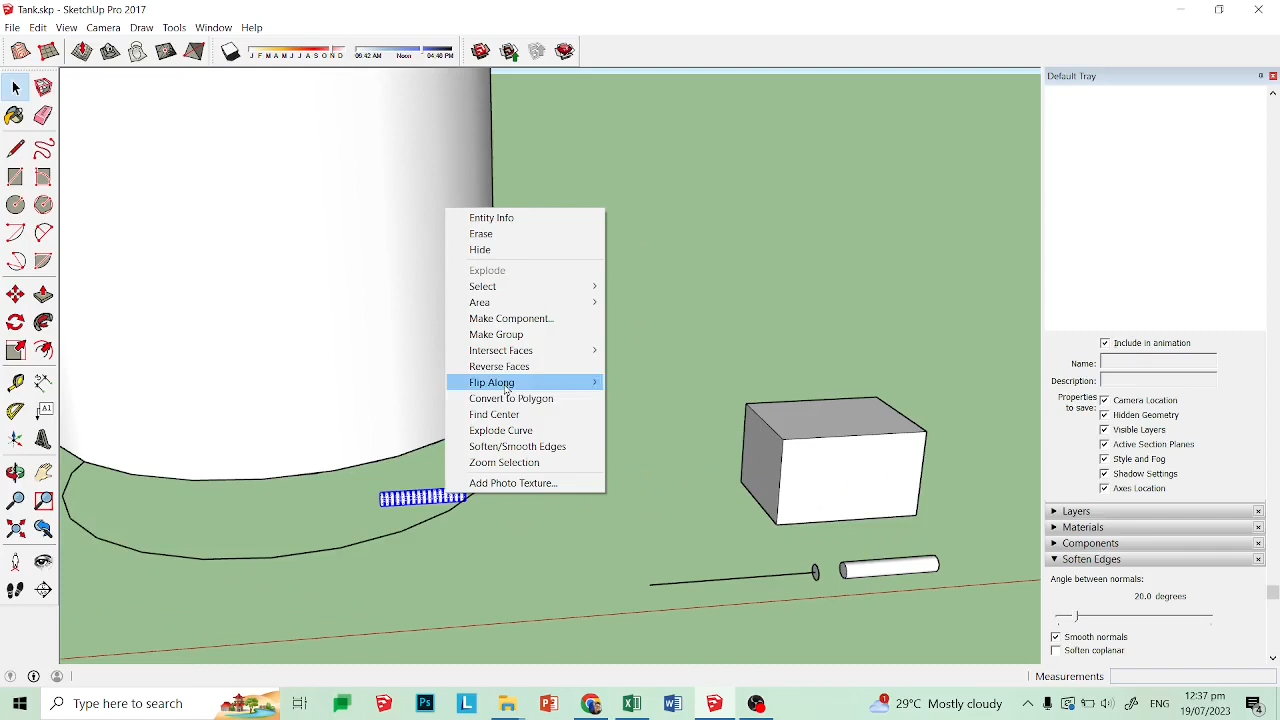 Tank.skp - SketchUp Pro 2017
File Edit View Camera Draw Tools Window Help
J F M A M J J A S O N D
06:42 AM Noon 04:46 PM
Default Tray
A1
Entity Info
Erase
Hide
Explode
Select
Area
Make Component...
Make Group
Intersect Faces
Reverse Faces
Flip Along
Convert to Polygon
Find Center
Explode Curve
Soften/Smooth Edges
Zoom Selection
Add Photo Texture...
Include in animation
Name:
Description:
Properties to save:
Camera Location
Hidden Geometry
Visible Layers
Active Section Planes
Style and Fog
Shadow Settings
Axes Location
Layers
Materials
Components
Soften Edges
Angle between normals:
20.0 degrees
Smooth normals
Soften coplanar
Measurements
Type here to search
Ps
L
1
29°C Mostly cloudy
12:37 pm
19/07/2023
4